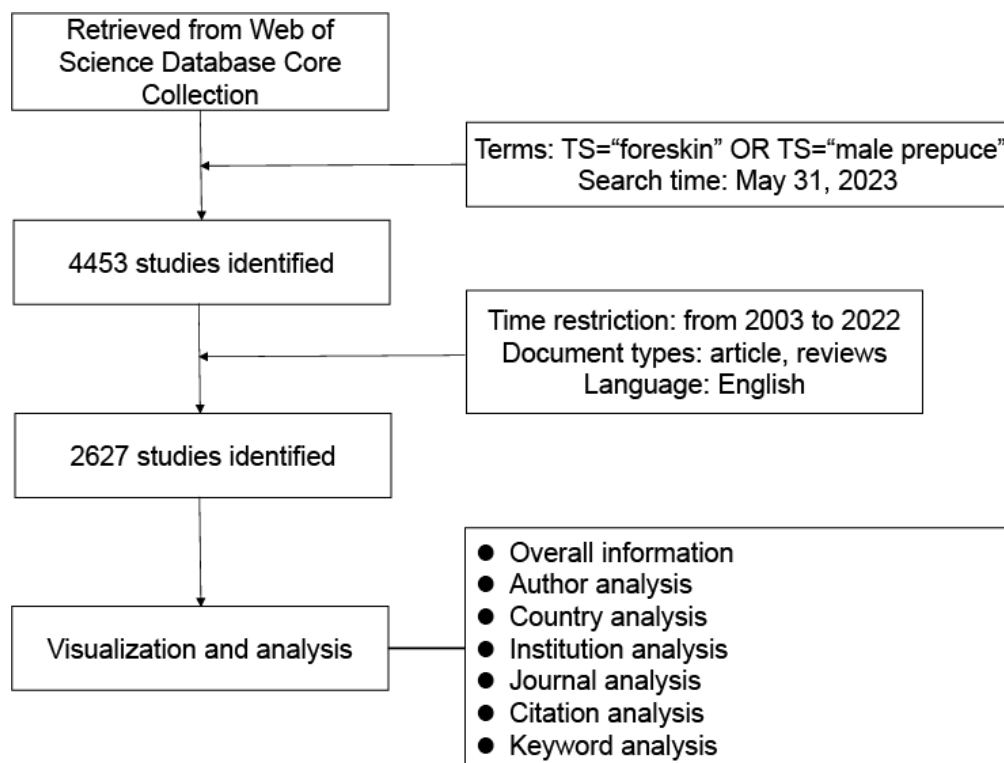 Retrieved from Web of
Science Database Core
Collection
Terms: TS=“foreskin” OR TS=“male prepuce”
Search time: May 31, 2023
4453 studies identified
Time restriction: from 2003 to 2022
Document types: article, reviews
Language: English
2627 studies identified
Visualization and analysis
● Overall information
● Author analysis
● Country analysis
● Institution analysis
● Journal analysis
● Citation analysis
● Keyword analysis